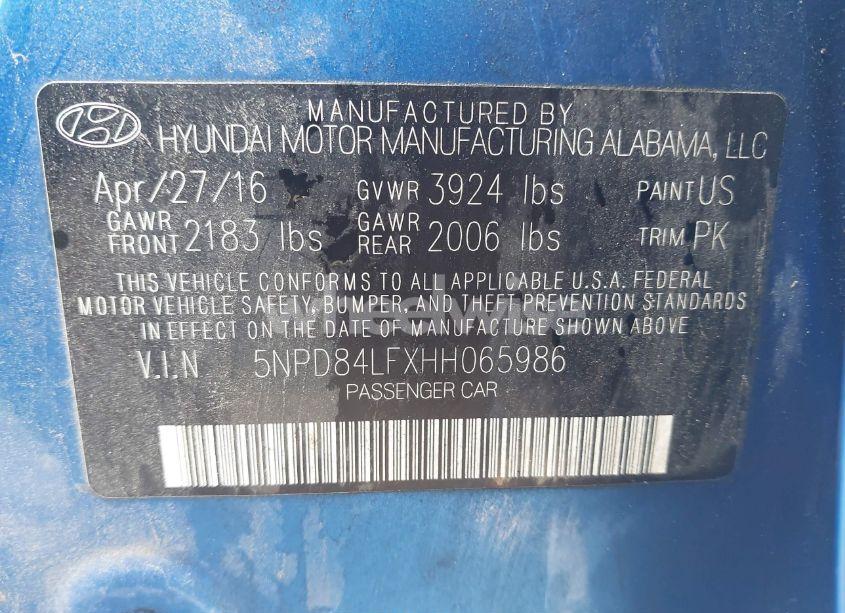 MANUFACTURED BY
HYUNDAI MOTOR MANUFACTURING ALABAMA, LLC
Apr/27/16 GVWR 3924 lbs PAINT US
GAWR FRONT 2183 lbs GAWR REAR 2006 lbs TRIM PK
THIS VEHICLE CONFORMS TO ALL APPLICABLE U.S.A. FEDERAL
MOTOR VEHICLE SAFETY, BUMPER, AND THEFT PREVENTION STANDARDS
IN EFFECT ON THE DATE OF MANUFACTURE SHOWN ABOVE.
V.I.N 5NPD84LFXHH065986
PASSENGER CAR